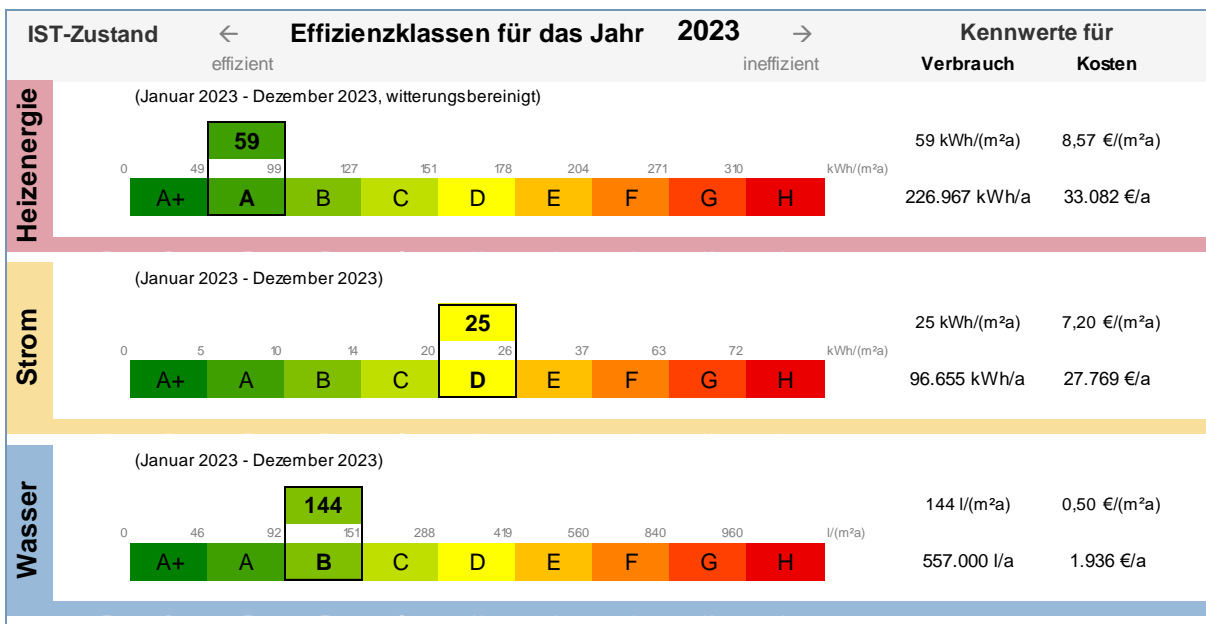 IST-Zustand ← Effizienzklassen für das Jahr 2023 → Kennwerte für
effizient ineffizient Verbrauch Kosten
Heizenergie
(Januar 2023 - Dezember 2023, witterungsbereinigt)
59 59 kWh/(m²a) 8,57 €/(m²a)
0 49 99 127 151 178 204 271 310 kWh/(m²a)
A+ A B C D E F G H 226.967 kWh/a 33.082 €/a
Strom
(Januar 2023 - Dezember 2023)
25 25 kWh/(m²a) 7,20 €/(m²a)
0 5 10 14 20 26 37 63 72 kWh/(m²a)
A+ A B C D E F G H 96.655 kWh/a 27.769 €/a
Wasser
(Januar 2023 - Dezember 2023)
144 144 l/(m²a) 0,50 €/(m²a)
0 46 92 151 288 419 560 840 960 l/(m²a)
A+ A B C D E F G H 557.000 l/a 1.936 €/a